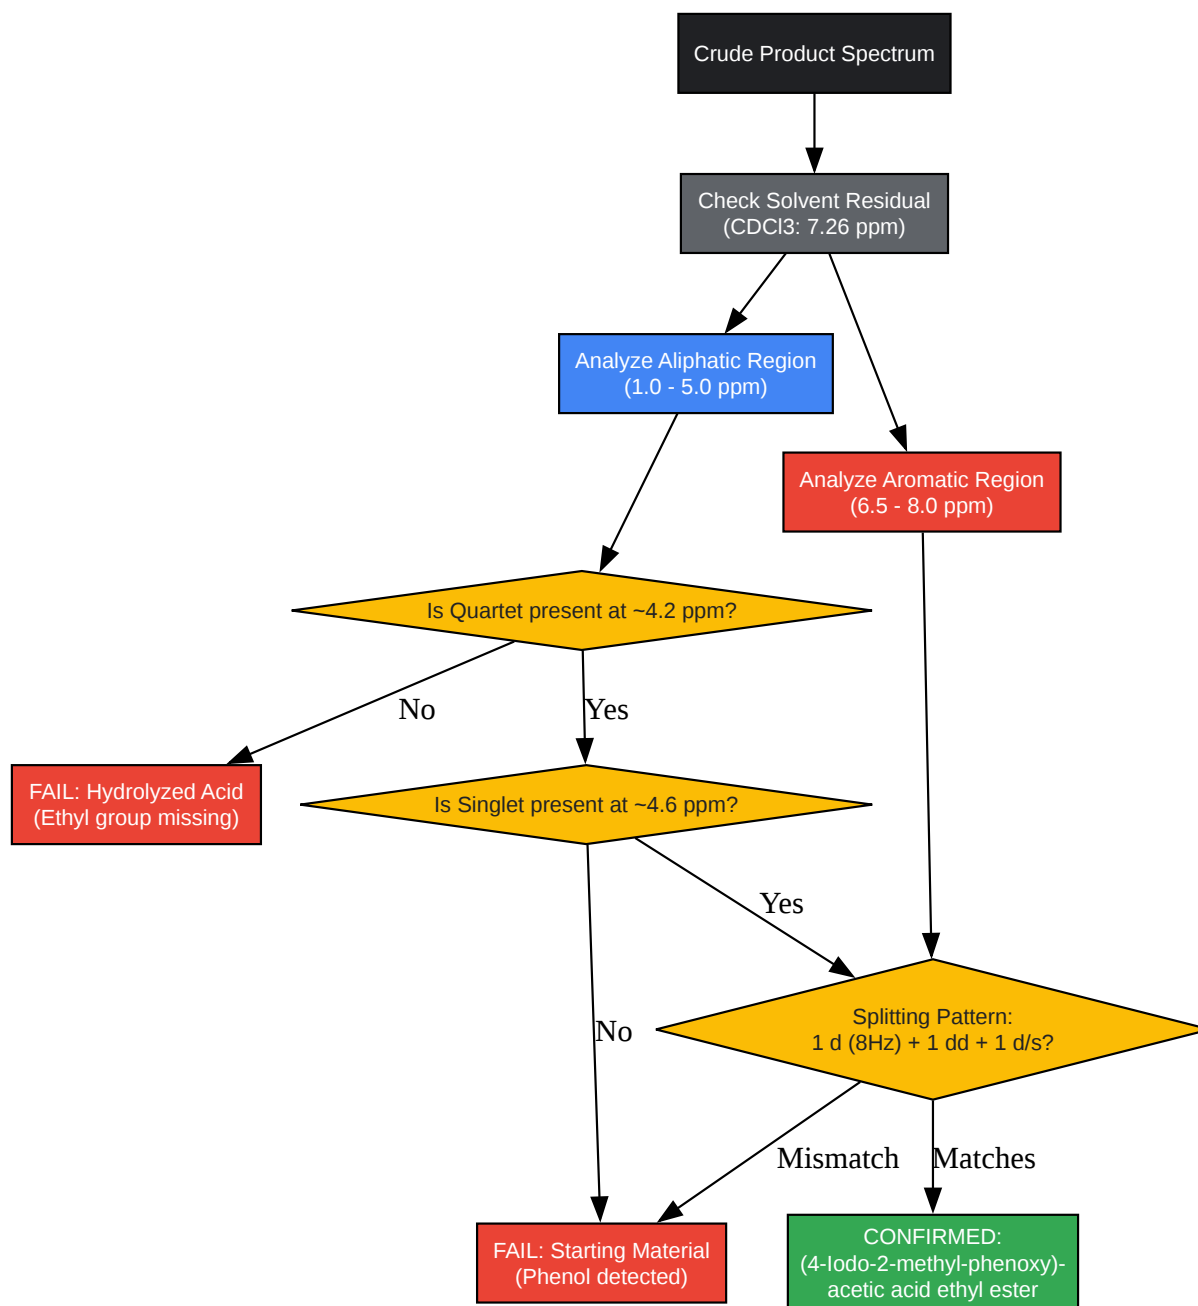 Crude Product Spectrum
Check Solvent Residual
(CDCl3: 7.26 ppm)
Analyze Aliphatic Region
(1.0 - 5.0 ppm)
Analyze Aromatic Region
(6.5 - 8.0 ppm)
Is Quartet present at ~4.2 ppm?
No
Yes
FAIL: Hydrolyzed Acid
(Ethyl group missing)
Is Singlet present at ~4.6 ppm?
Yes
No
Splitting Pattern:
1 d (8Hz) + 1 dd + 1 d/s?
Mismatch
Matches
FAIL: Starting Material
(Phenol detected)
CONFIRMED:
(4-Iodo-2-methyl-phenoxy)-
acetic acid ethyl ester